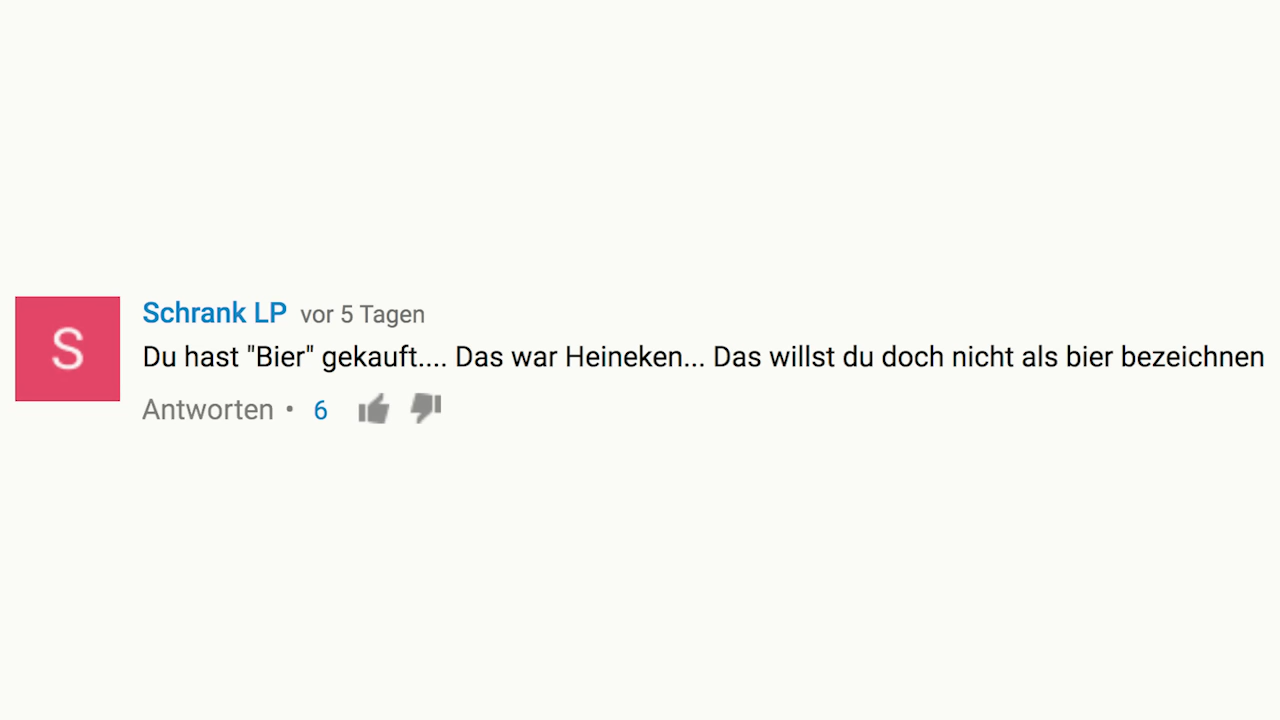 S
Schrank LP vor 5 Tagen
Du hast "Bier" gekauft.... Das war Heineken... Das willst du doch nicht als bier bezeichnen
Antworten • 6